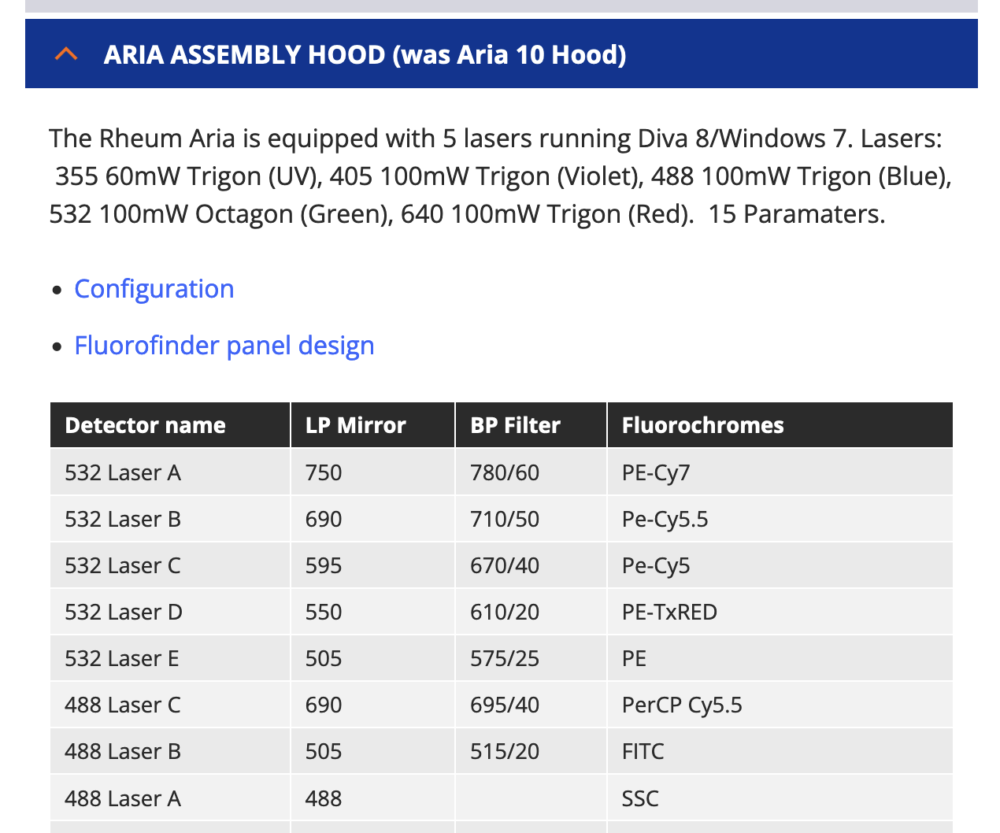 ARIA ASSEMBLY HOOD (was Aria 10 Hood)
The Rheum Aria is equipped with 5 lasers running Diva 8/Windows 7. Lasers:
355 60mW Trigon (UV), 405 100mW Trigon (Violet), 488 100mW Trigon (Blue),
532 100mW Octagon (Green), 640 100mW Trigon (Red).  15 Paramaters.
• Configuration
• Fluorofinder panel design
Detector name LP Mirror BP Filter Fluorochromes
532 Laser A 750 780/60 PE-Cy7
532 Laser B 690 710/50 Pe-Cy5.5
532 Laser C 595 670/40 Pe-Cy5
532 Laser D 550 610/20 PE-TxRED
532 Laser E 505 575/25 PE
488 Laser C 690 695/40 PerCP Cy5.5
488 Laser B 505 515/20 FITC
488 Laser A 488 SSC